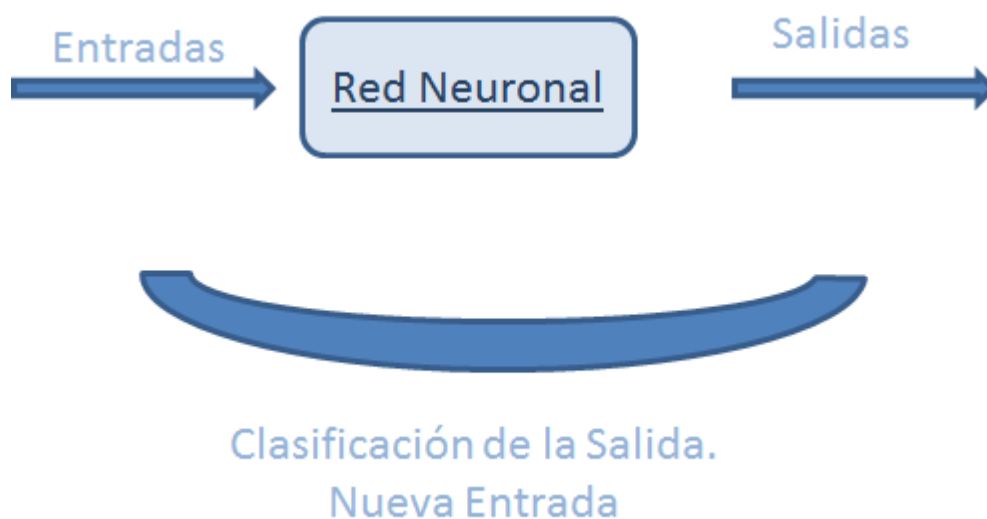 Entradas
Red Neuronal
Salidas
Clasificación de la Salida.
Nueva Entrada